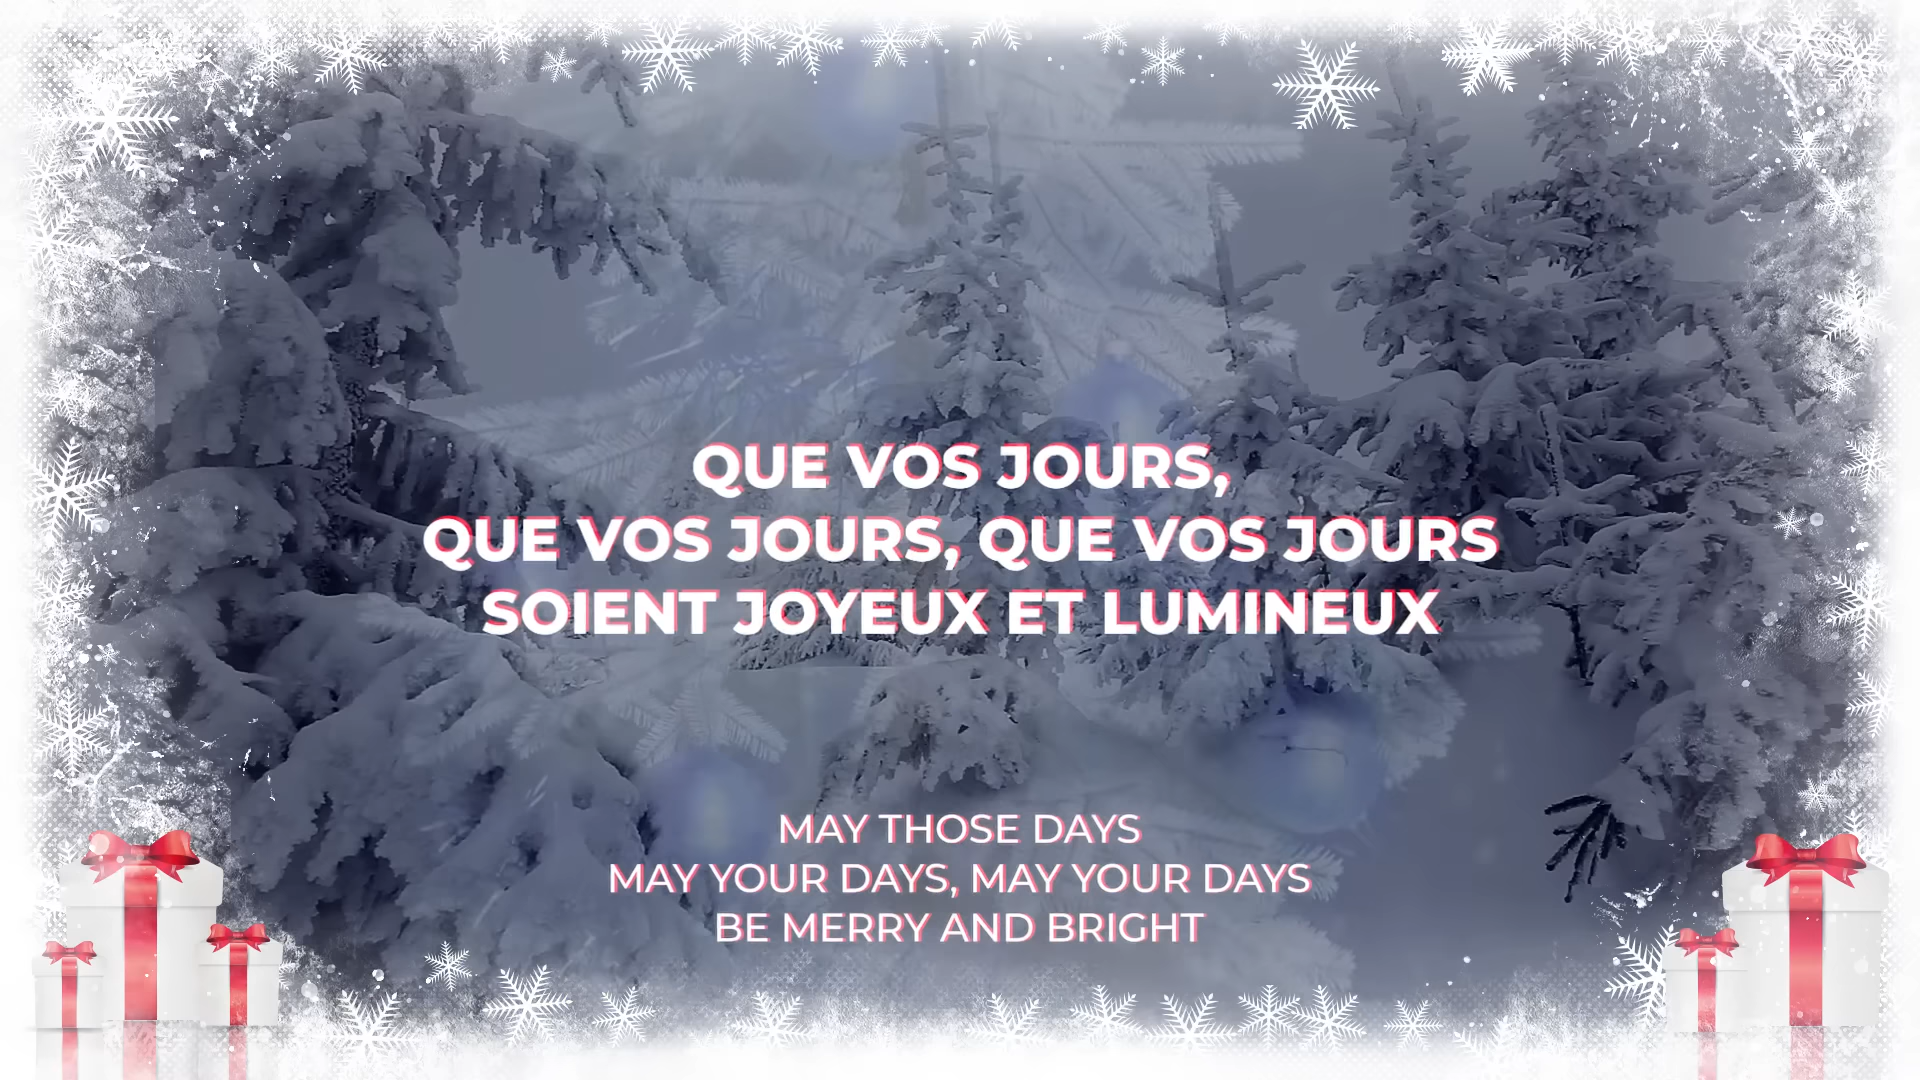 QUE VOS JOURS,
QUE VOS JOURS, QUE VOS JOURS
SOIENT JOYEUX ET LUMINEUX
MAY THOSE DAYS
MAY YOUR DAYS, MAY YOUR DAYS
BE MERRY AND BRIGHT